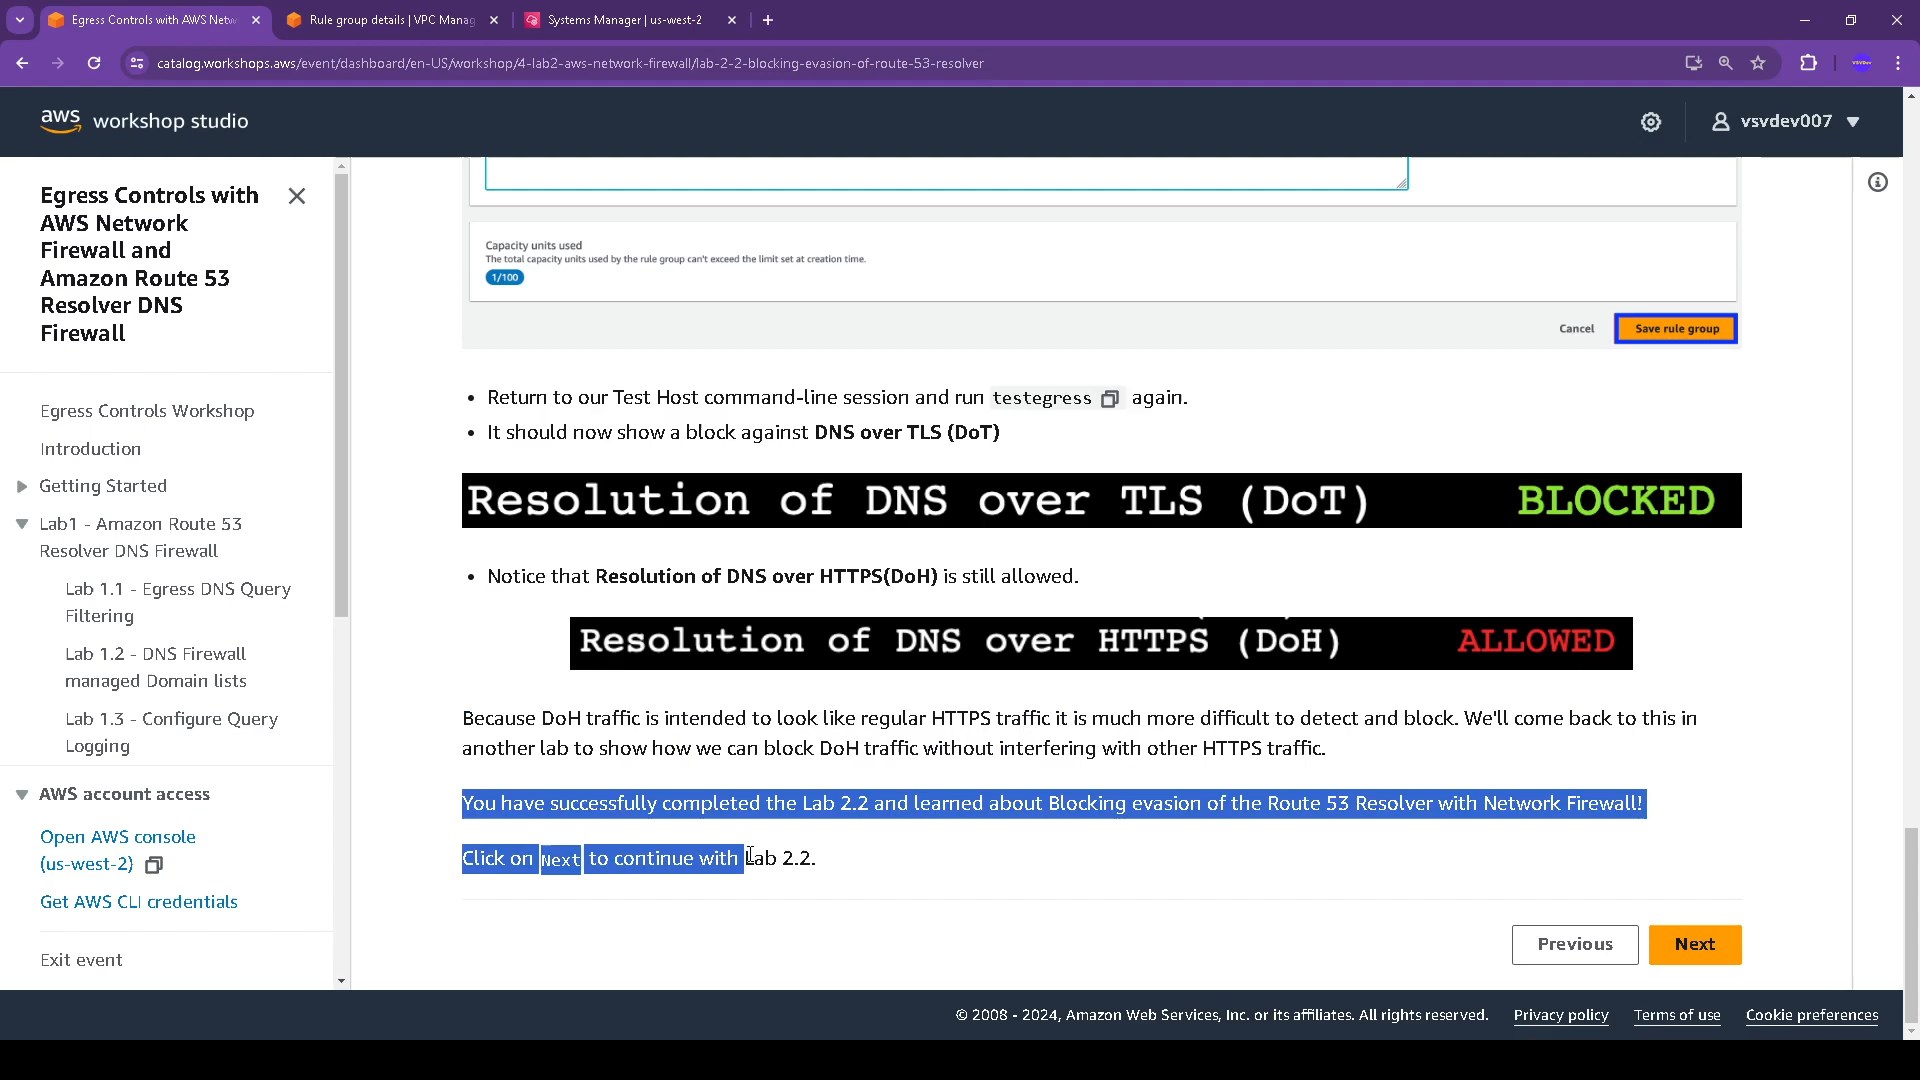 Egress Controls with AWS Netw
Rule group details | VPC Manag
Systems Manager | us-west-2
catalog.workshops.aws/event/dashboard/en-US/workshop/4-lab2-aws-network-firewall/lab-2-2-blocking-evasion-of-route-53-resolver
aws workshop studio
vsvdev007
Egress Controls with
AWS Network
Firewall and
Amazon Route 53
Resolver DNS
Firewall
Egress Controls Workshop
Introduction
Getting Started
Lab1 - Amazon Route 53
Resolver DNS Firewall
Lab 1.1 - Egress DNS Query
Filtering
Lab 1.2 - DNS Firewall
managed Domain lists
Lab 1.3 - Configure Query
Logging
AWS account access
Open AWS console
(us-west-2)
Get AWS CLI credentials
Exit event
Capacity units used
The total capacity units used by the rule group can't exceed the limit set at creation time.
1/100
Cancel Save rule group
• Return to our Test Host command-line session and run testegress again.
• It should now show a block against DNS over TLS (DoT)
Resolution of DNS over TLS (DoT) BLOCKED
• Notice that Resolution of DNS over HTTPS(DoH) is still allowed.
Resolution of DNS over HTTPS (DoH) ALLOWED
Because DoH traffic is intended to look like regular HTTPS traffic it is much more difficult to detect and block. We'll come back to this in
another lab to show how we can block DoH traffic without interfering with other HTTPS traffic.
You have successfully completed the Lab 2.2 and learned about Blocking evasion of the Route 53 Resolver with Network Firewall!
Click on Next to continue with Lab 2.2.
Previous Next
© 2008 - 2024, Amazon Web Services, Inc. or its affiliates. All rights reserved. Privacy policy Terms of use Cookie preferences